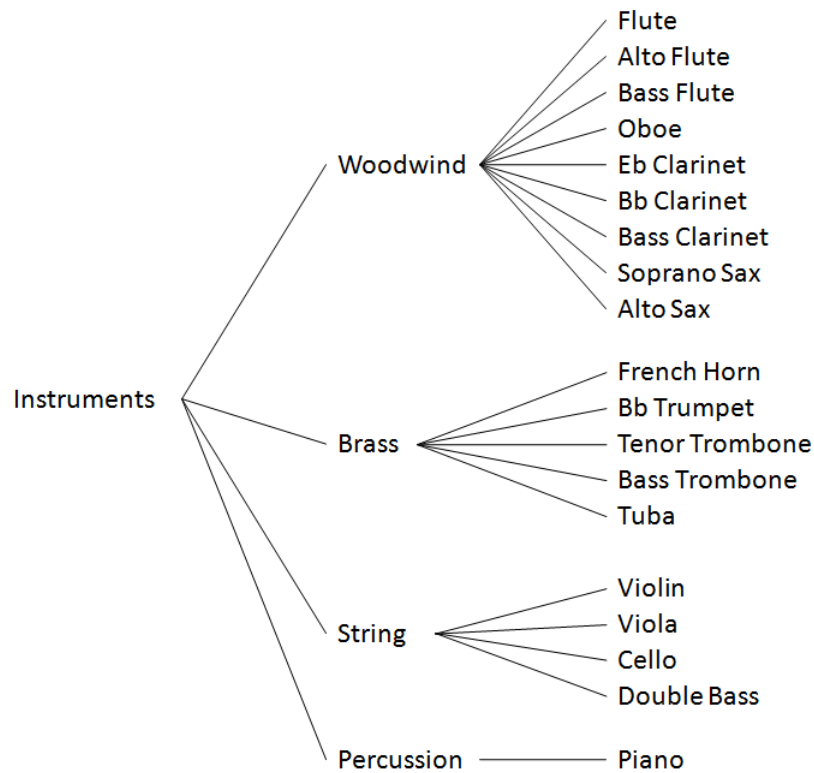 Flute
Alto Flute
Bass Flute
Oboe
Woodwind
Eb Clarinet
Bb Clarinet
Bass Clarinet
Soprano Sax
Alto Sax
French Horn
Instruments
Bb Trumpet
Brass
Tenor Trombone
Bass Trombone
Tuba
Violin
String
Viola
Cello
Double Bass
Percussion
Piano